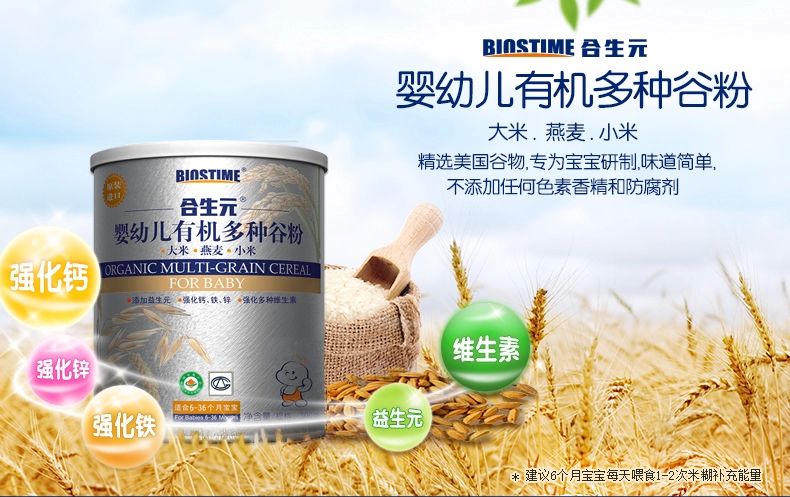 BIOSTIME 合生元
婴幼儿有机多种谷粉
大米 . 燕麦 . 小米
精选美国谷物,专为宝宝研制,味道简单,
不添加任何色素香精和防腐剂
BIOSTIME®
原装
进口
合生元®
婴幼儿有机多种谷粉
·大米·燕麦·小米
ORGANIC MULTI-GRAIN CEREAL
FOR BABY
·添加益生元 ·强化钙、铁、锌 ·强化多种维生素
适合6-36个月宝宝
For Babies 6-36 Months
净含量
强化钙
强化锌
强化铁
维生素
益生元
* 建议6个月宝宝每天喂食1-2次米糊补充能量